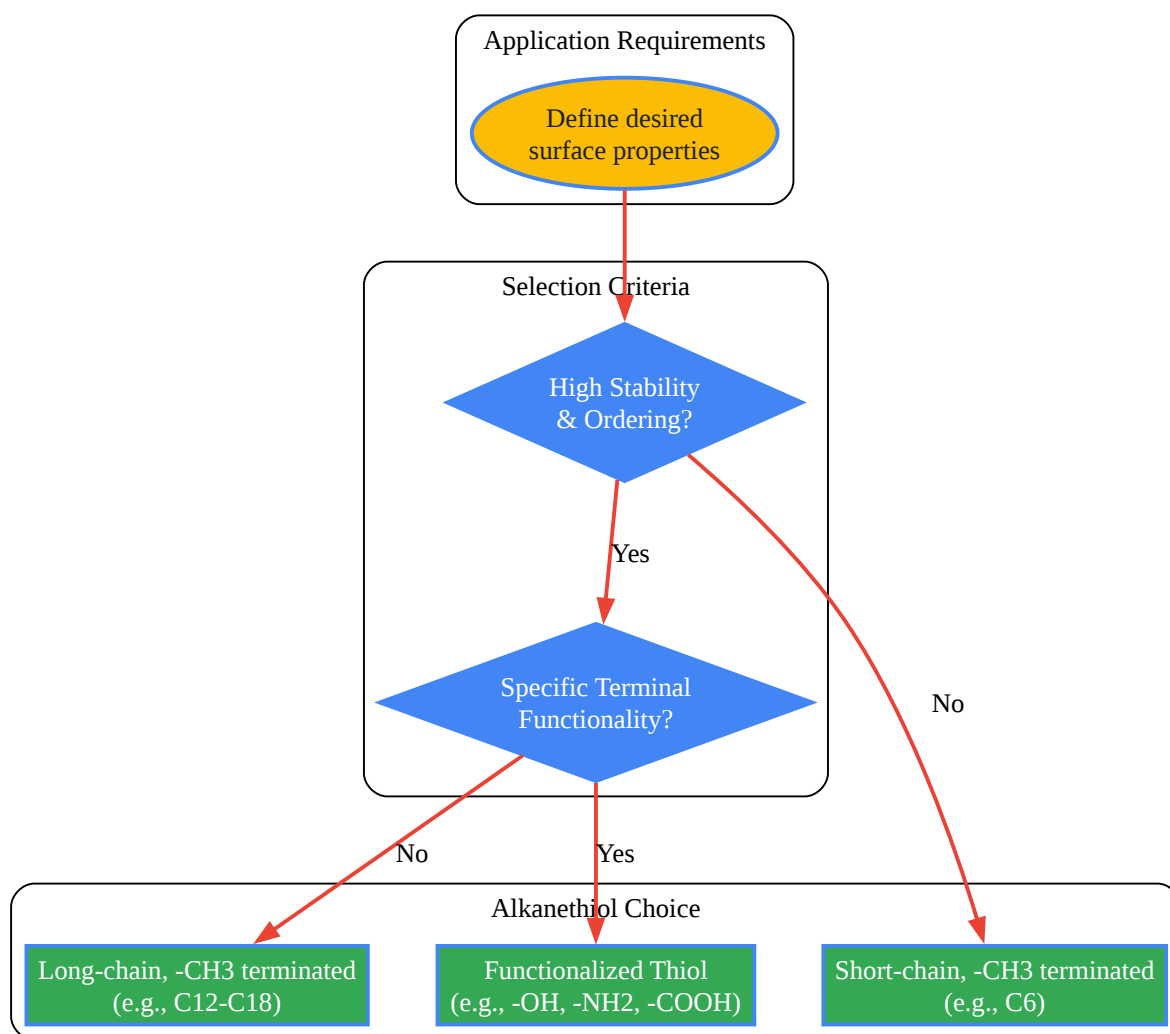 Application Requirements
Define desired
surface properties
Selection Criteria
High Stability
& Ordering?
Yes
Specific Terminal
Functionality?
No
No
Yes
Alkanethiol Choice
Long-chain, -CH3 terminated
(e.g., C12-C18)
Functionalized Thiol
(e.g., -OH, -NH2, -COOH)
Short-chain, -CH3 terminated
(e.g., C6)